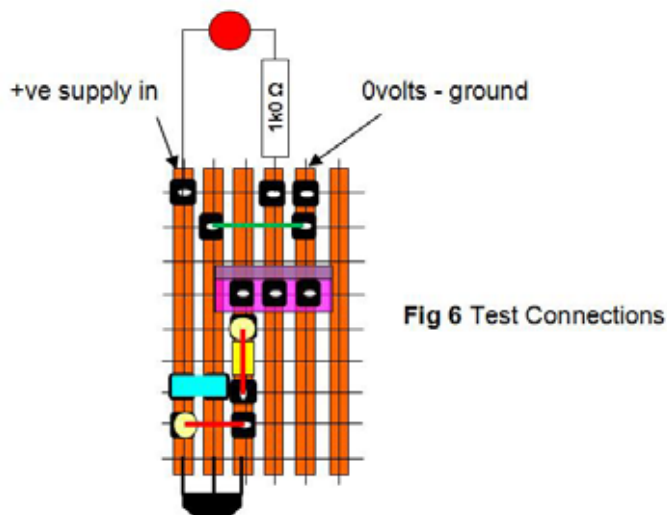 +ve supply in
1k0 Ω
0volts - ground
Fig 6 Test Connections